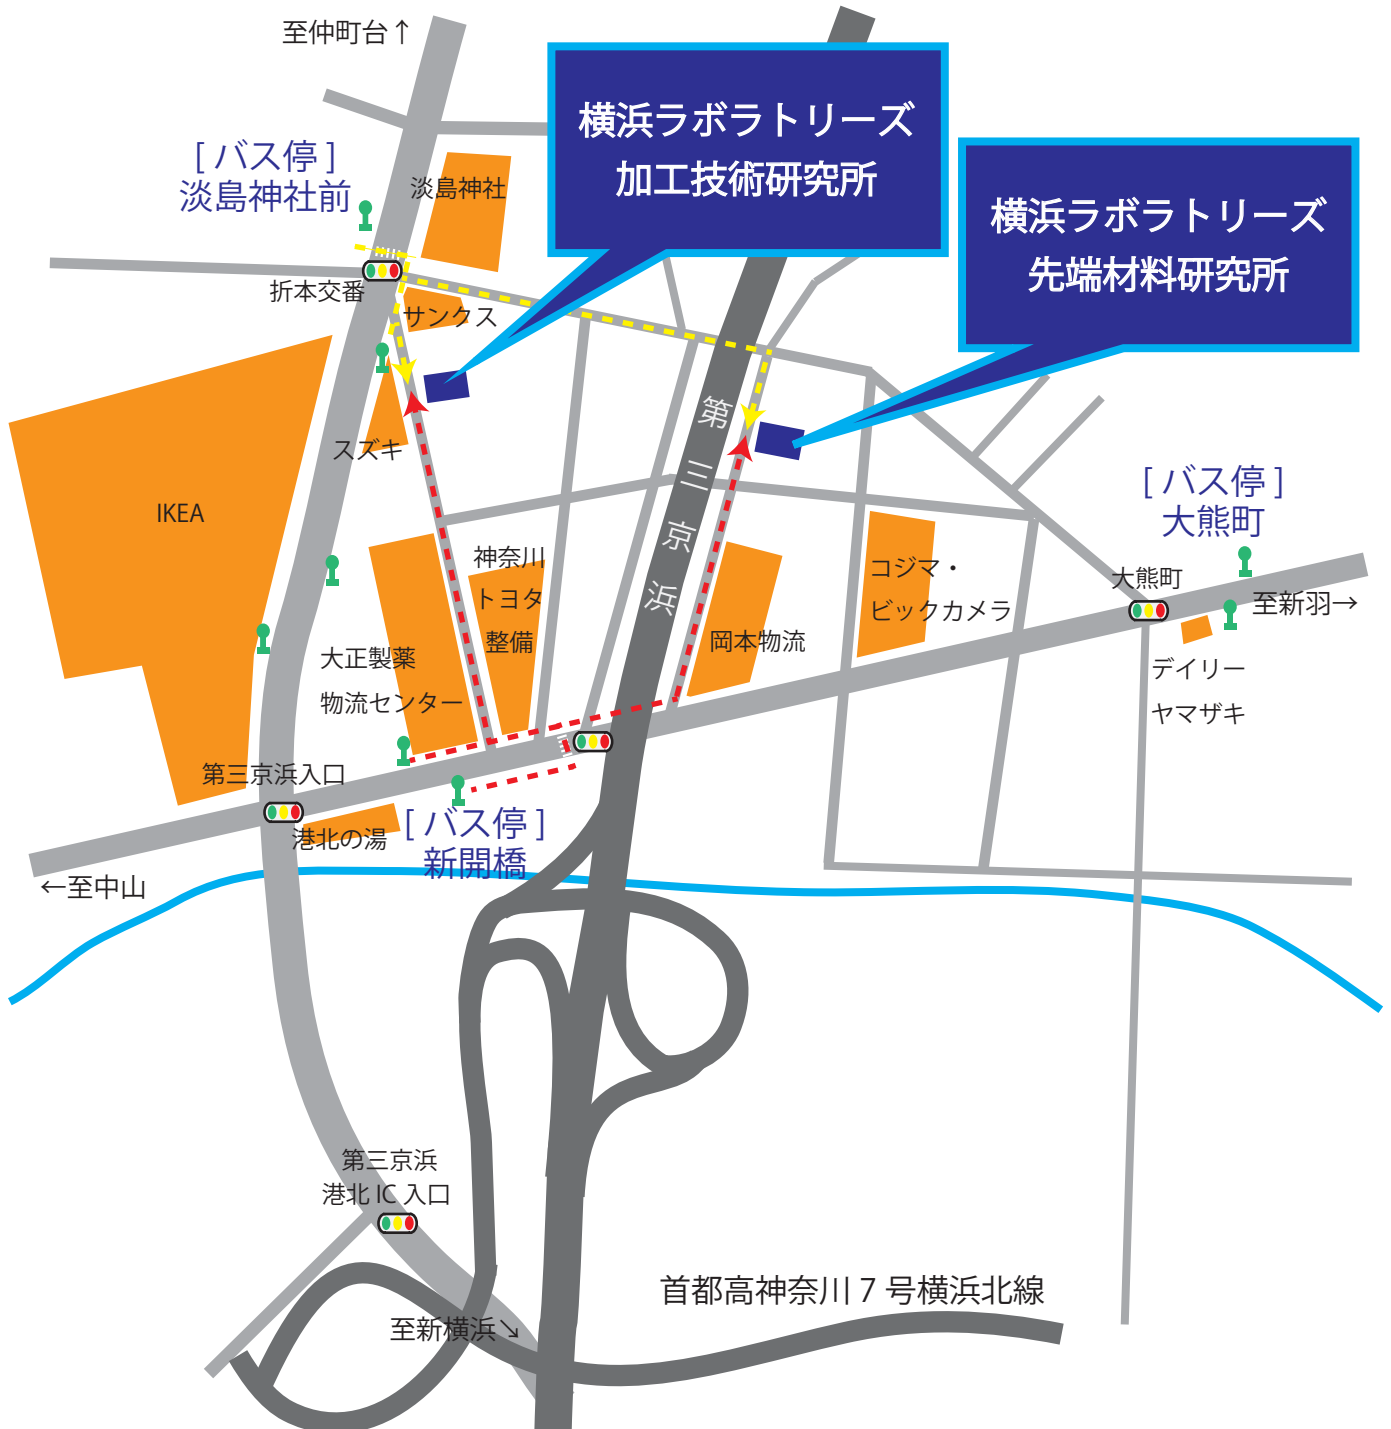 至仲町台↑
横浜ラボラトリーズ
加工技術研究所
[ バス停 ]
淡島神社前
淡島神社
横浜ラボラトリーズ
先端材料研究所
折本交番
サンクス
第三京浜
スズキ
IKEA
[ バス停 ]
大熊町
神奈川
トヨタ
整備
コジマ・
ビックカメラ
大熊町
至新羽→
岡本物流
大正製薬
物流センター
デイリー
ヤマザキ
第三京浜入口
港北の湯
[ バス停 ]
新開橋
←至中山
第三京浜
港北 IC 入口
首都高神奈川 7 号横浜北線
至新横浜↘